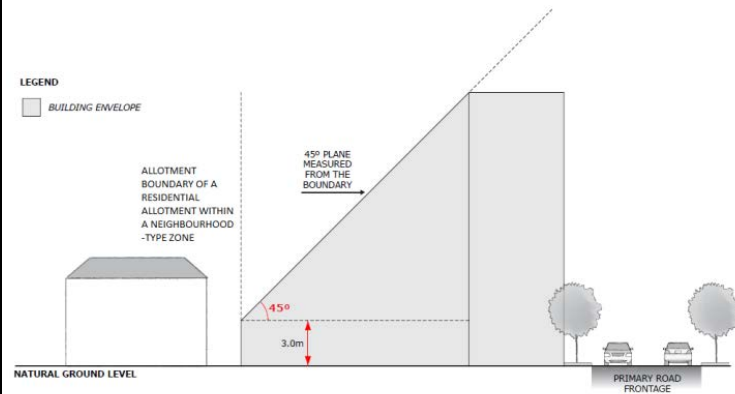 LEGEND
BUILDING ENVELOPE
ALLOTMENT
BOUNDARY OF A
RESIDENTIAL
ALLOTMENT WITHIN
A NEIGHBOURHOOD
-TYPE ZONE
45º PLANE
MEASURED
FROM THE
BOUNDARY
45º
3.0m
NATURAL GROUND LEVEL
PRIMARY ROAD
FRONTAGE